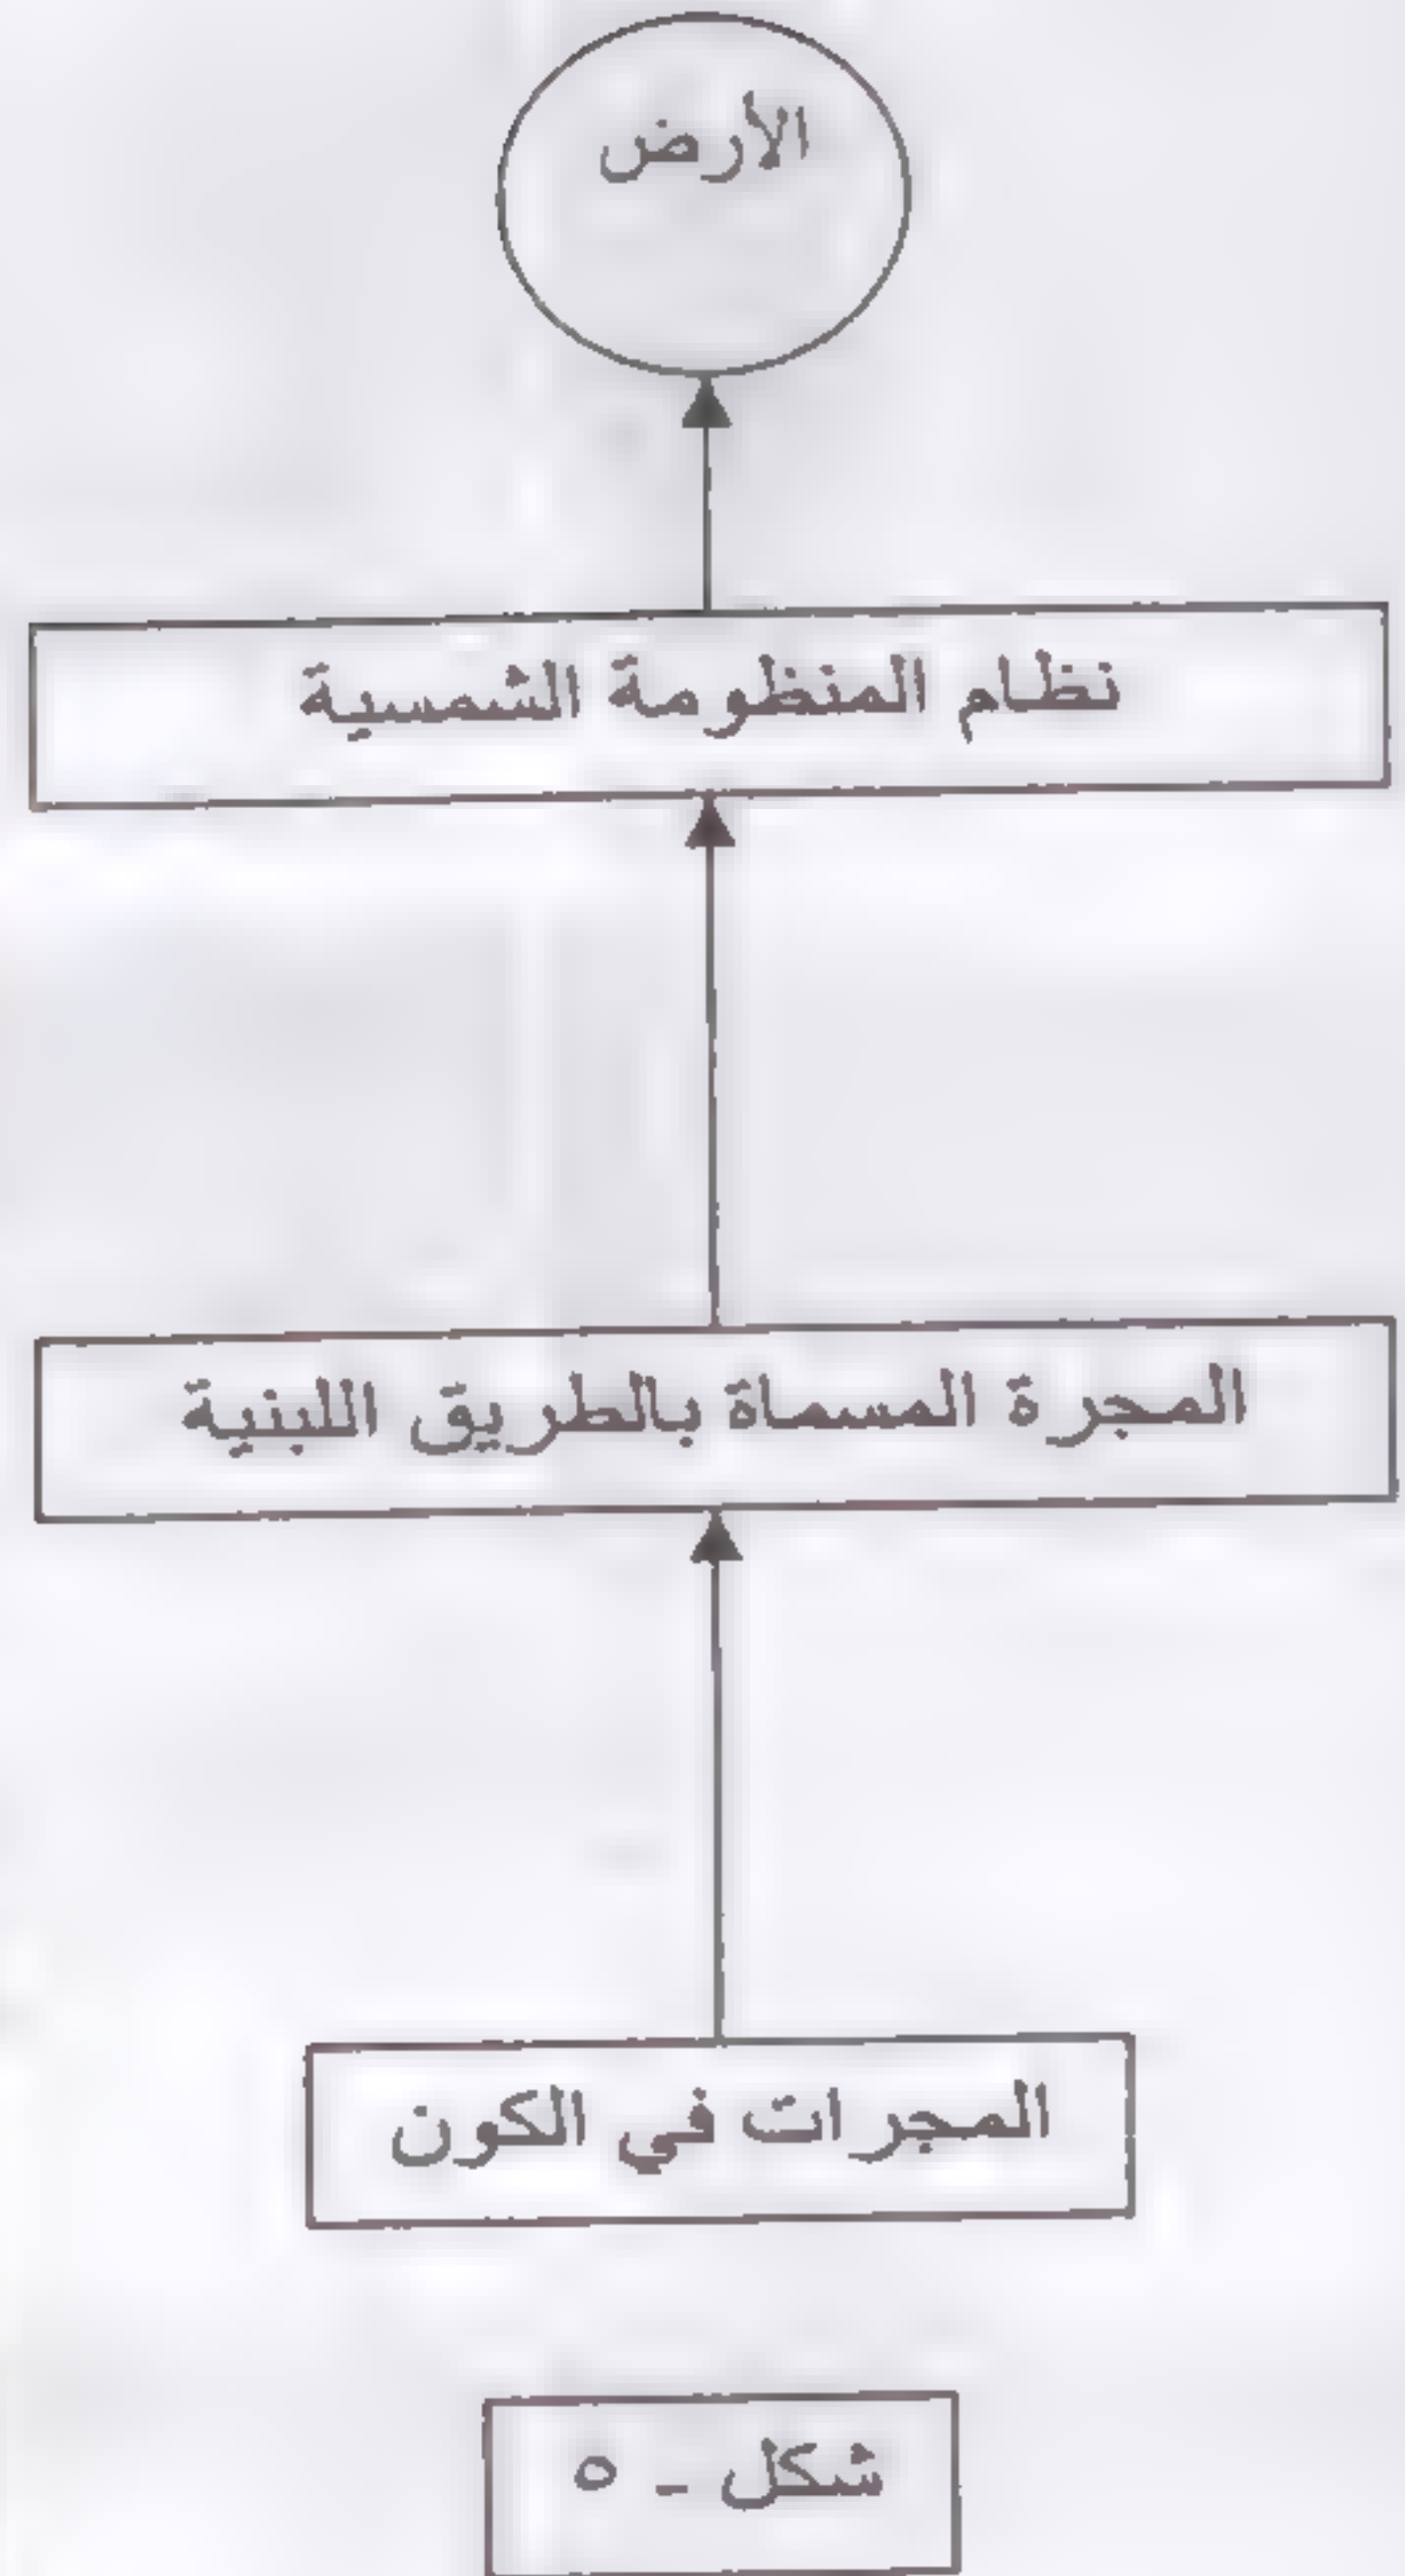 الأرض
نظام المنظومة الشمسية
المجرة المسماة بالطريق اللبنية
المجرات في الكون
شكل - ٥